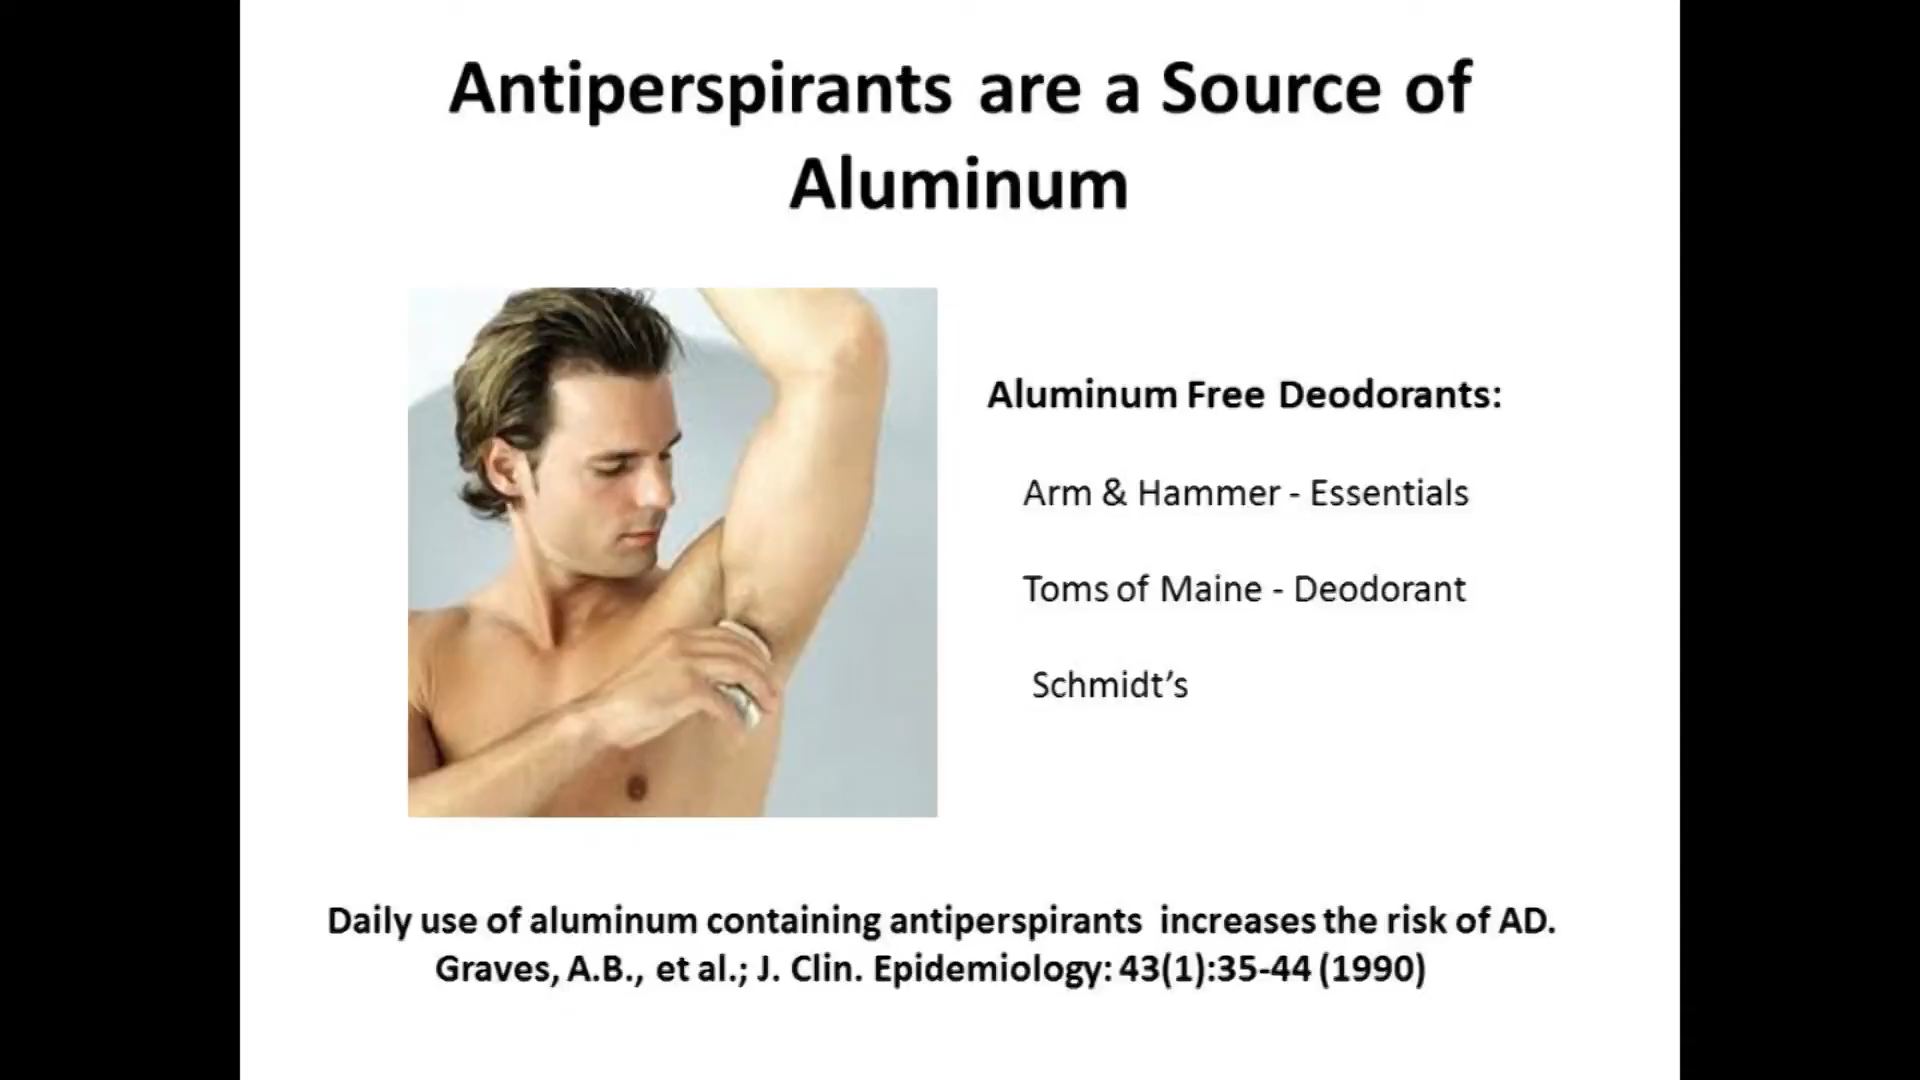 Antiperspirants are a Source of
Aluminum
Aluminum Free Deodorants:
Arm & Hammer - Essentials
Toms of Maine - Deodorant
Schmidt’s
Daily use of aluminum containing antiperspirants increases the risk of AD.
Graves, A.B., et al.; J. Clin. Epidemiology: 43(1):35-44 (1990)